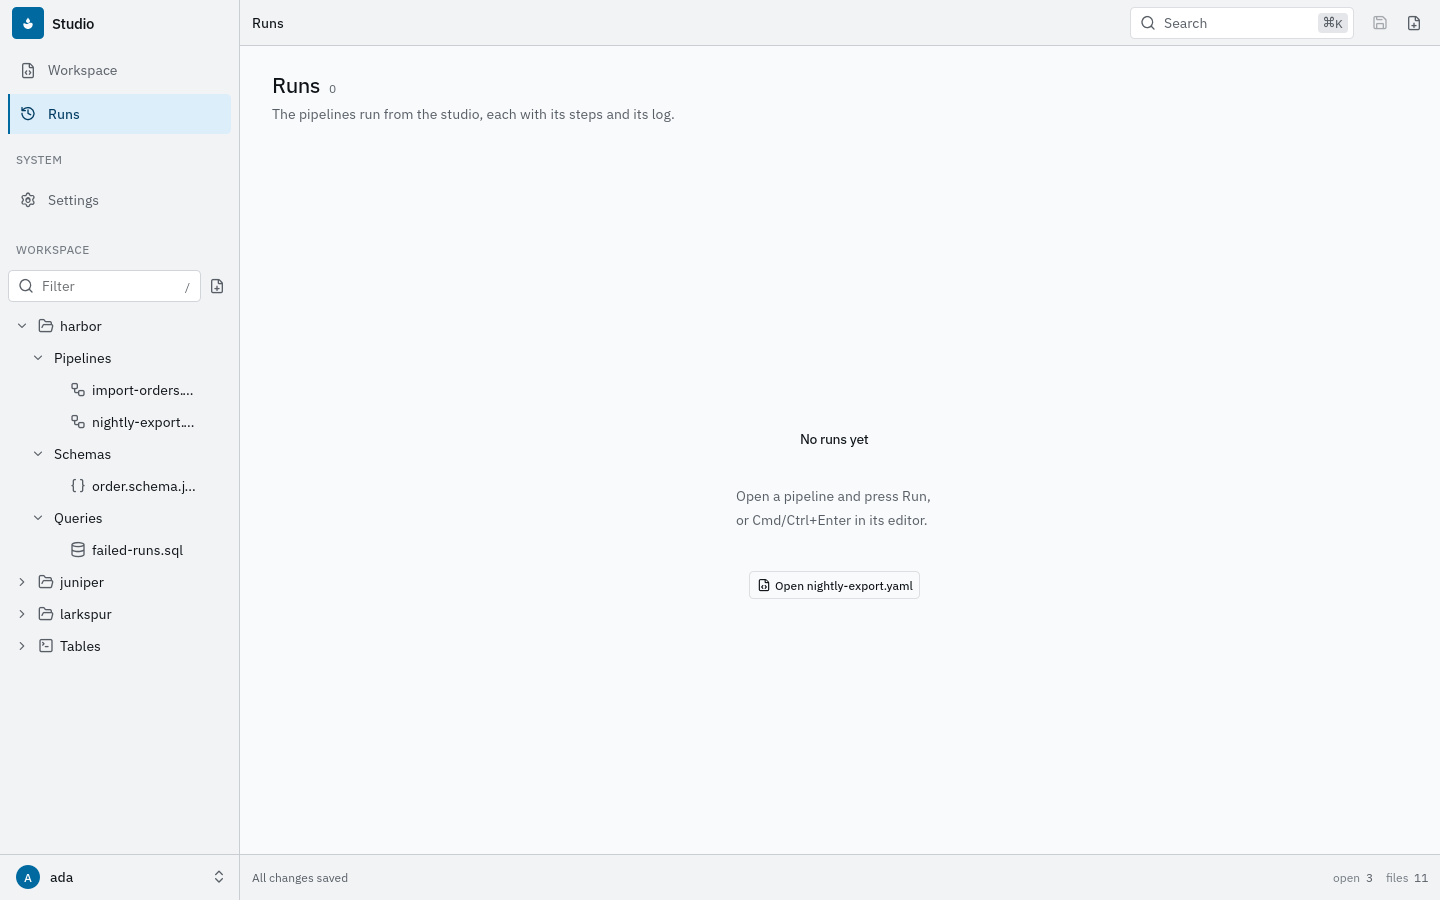 Studio
Workspace
Runs
SYSTEM
Settings
WORKSPACE
Filter /
harbor
Pipelines
import-orders....
nightly-export....
Schemas
order.schema.j...
Queries
failed-runs.sql
juniper
larkspur
Tables
A ada
Runs
Search ⌘K
Runs 0
The pipelines run from the studio, each with its steps and its log.
No runs yet
Open a pipeline and press Run,
or Cmd/Ctrl+Enter in its editor.
Open nightly-export.yaml
All changes saved
open 3 files 11